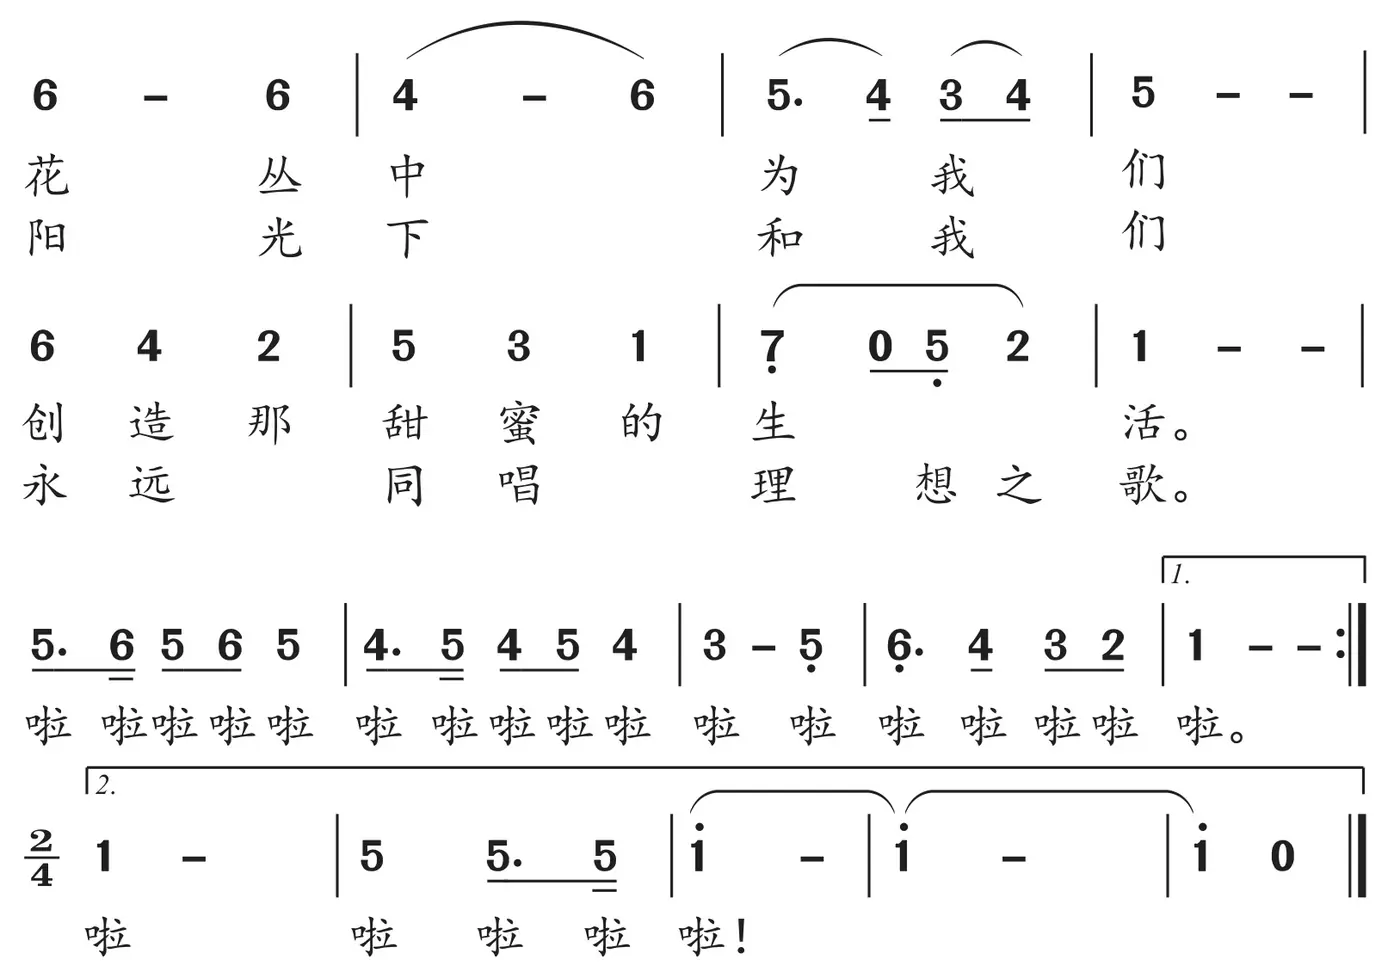 6 – 6 | 4 – 6 | 5. 4 3 4 | 5 – – |
花 丛 中 为 我 们
阳 光 下 和 我 们
6 4 2 | 5 3 1 | 7 0 5 2 | 1 – – |
创 造 那 甜 蜜 的 生 活。
永 远 同 唱 理 想 之 歌。
1.
5. 6 5 6 5 | 4. 5 4 5 4 | 3 – 5 | 6. 4 3 2 | 1 – – :|
啦 啦 啦 啦 啦 啦 啦 啦 啦 啦 啦 啦 啦 啦 啦 啦 啦。
2.
2/4 1 – | 5 5. 5 | 1 – | 1 – | 1 0 |
啦 啦 啦 啦 啦！